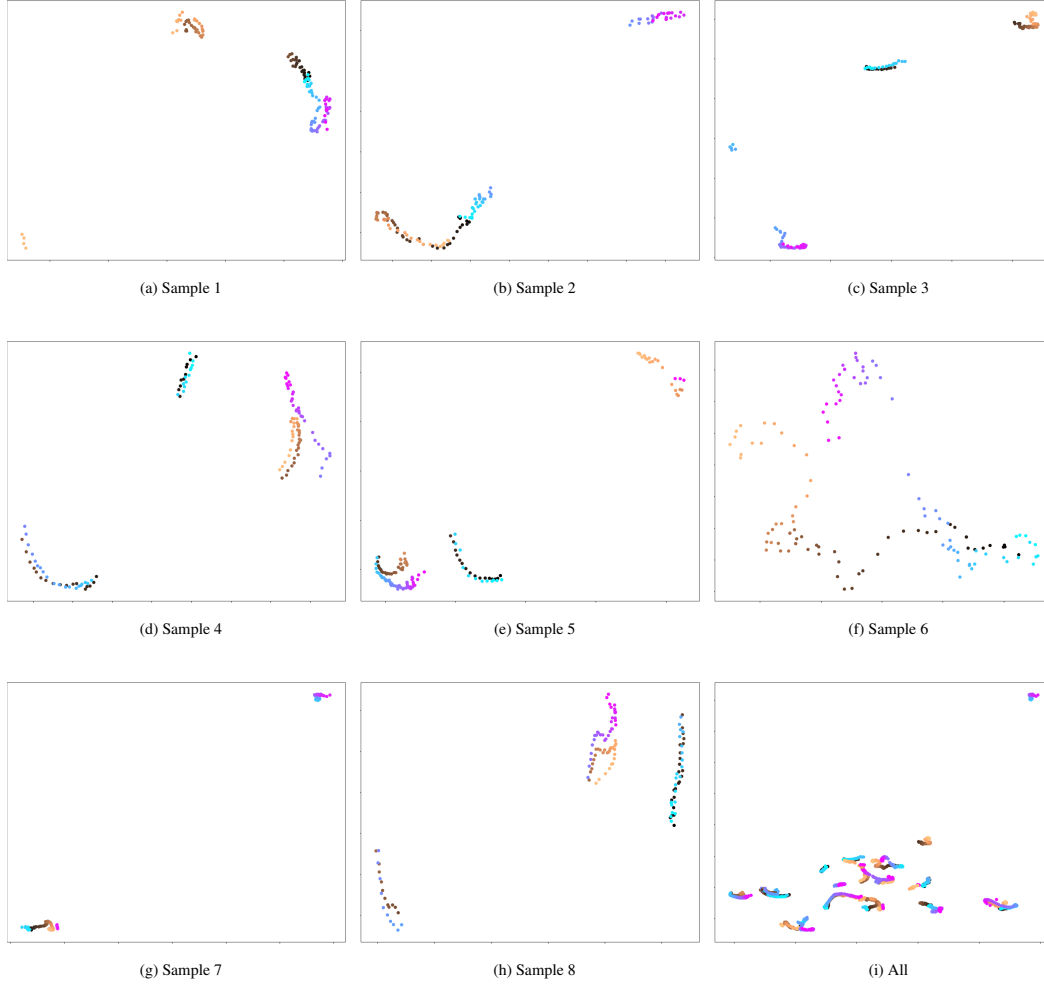 (a) Sample 1
(b) Sample 2
(c) Sample 3
(d) Sample 4
(e) Sample 5
(f) Sample 6
(g) Sample 7
(h) Sample 8
(i) All